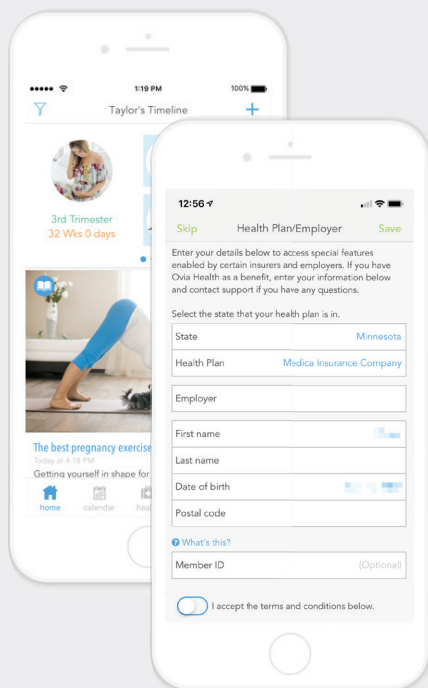 1:19 PM
100%
Taylor's Timeline
3rd Trimester
32 Wks 0 days
The best pregnancy exercise
Today at 4:18 PM
Getting yourself in shape for
home
calendar
12:56
Skip
Health Plan/Employer
Save
Enter your details below to access special features
enabled by certain insurers and employers. If you have
Ovia Health as a benefit, enter your information below
and contact support if you have any questions.
Select the state that your health plan is in.
State
Minnesota
Health Plan
Medica Insurance Company
Employer
First name
Last name
Date of birth
Postal code
What's this?
Member ID
(Optional)
I accept the terms and conditions below.